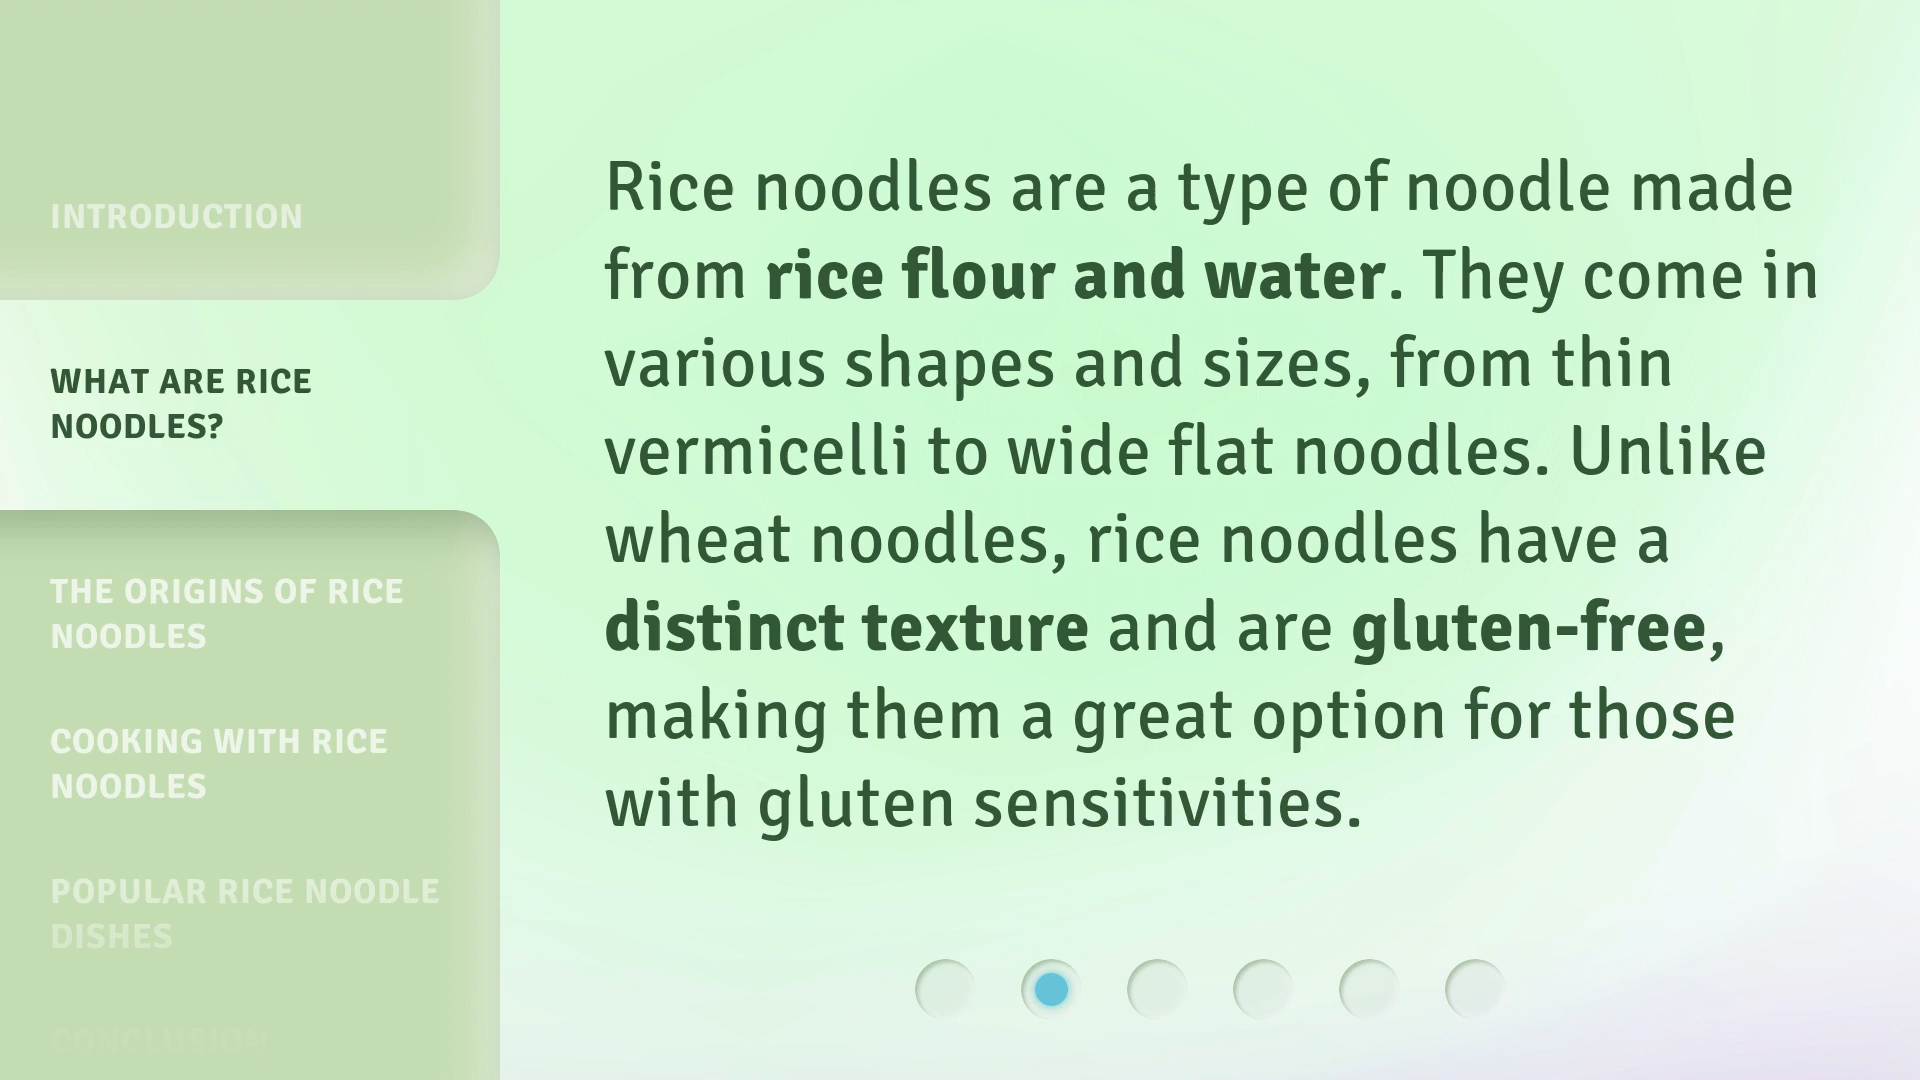 INTRODUCTION
WHAT ARE RICE
NOODLES?
THE ORIGINS OF RICE
NOODLES
COOKING WITH RICE
NOODLES
POPULAR RICE NOODLE
DISHES
CONCLUSION
Rice noodles are a type of noodle made
from rice flour and water. They come in
various shapes and sizes, from thin
vermicelli to wide flat noodles. Unlike
wheat noodles, rice noodles have a
distinct texture and are gluten-free,
making them a great option for those
with gluten sensitivities.